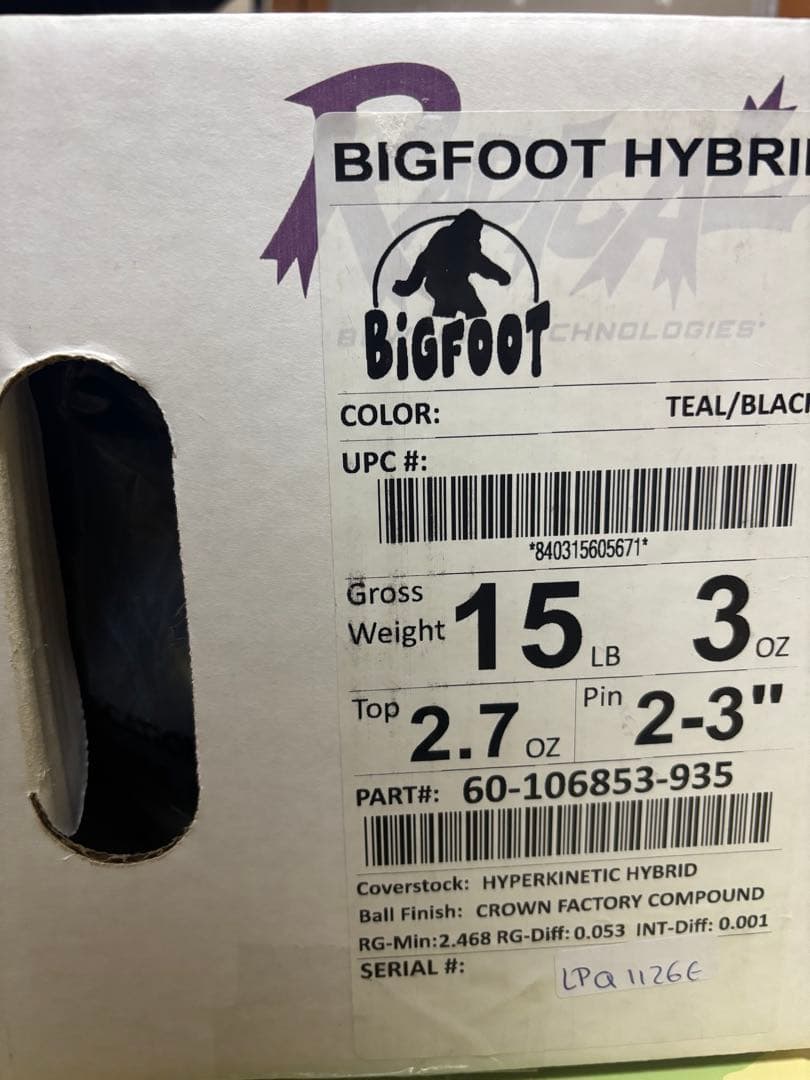 RADICAL
BIGFOOT HYBRI
BiGFOOT
CHNOLOGIES
COLOR: TEAL/BLAC
UPC #:
*840315605671*
Gross Weight 15 LB 3 OZ
Top 2.7 OZ Pin 2-3"
PART#: 60-106853-935
Coverstock: HYPERKINETIC HYBRID
Ball Finish: CROWN FACTORY COMPOUND
RG-Min:2.468 RG-Diff: 0.053 INT-Diff: 0.001
SERIAL #: LPQ1126E